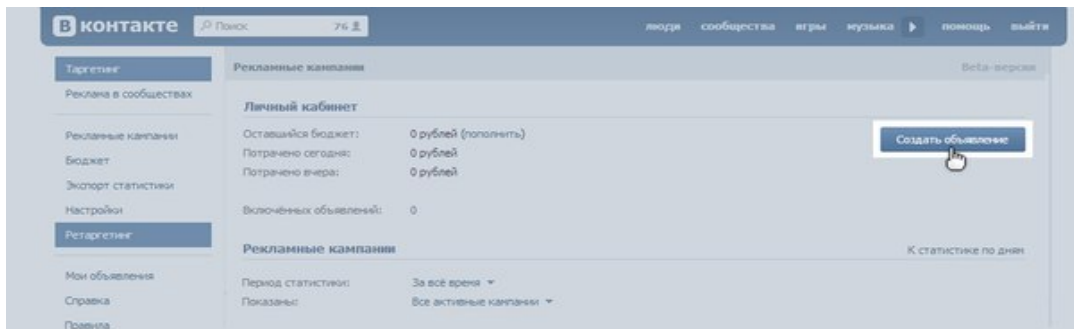 В контакте Поиск 76 люди сообщества игры музыка помощь выйти
Таргетинг
Реклама в сообществах
Рекламные кампании
Бюджет
Экспорт статистики
Настройки
Ретаргетинг
Мои объявления
Справка
Правила
Рекламные кампании Beta-версия
Личный кабинет
Оставшийся бюджет: 0 рублей (пополнить)
Потрачено сегодня: 0 рублей
Потрачено вчера: 0 рублей
Создать объявление
Включённых объявлений: 0
Рекламные кампании К статистике по дням
Период статистики: За всё время
Показаны: Все активные кампании